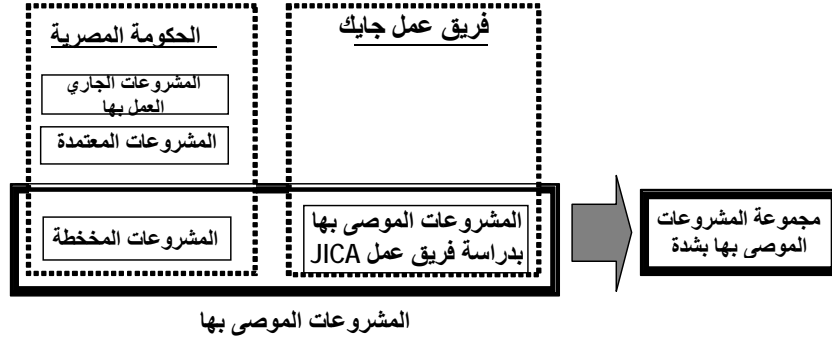 فريق عمل جايك
الحكومة المصرية
المشروعات الجاري
العمل بها
المشروعات المعتمدة
المشروعات الموصى بها
بدراسة فريق عمل JICA
المشروعات المخخطة
مجموعة المشروعات
الموصى بها بشدة
المشروعات الموصى بها